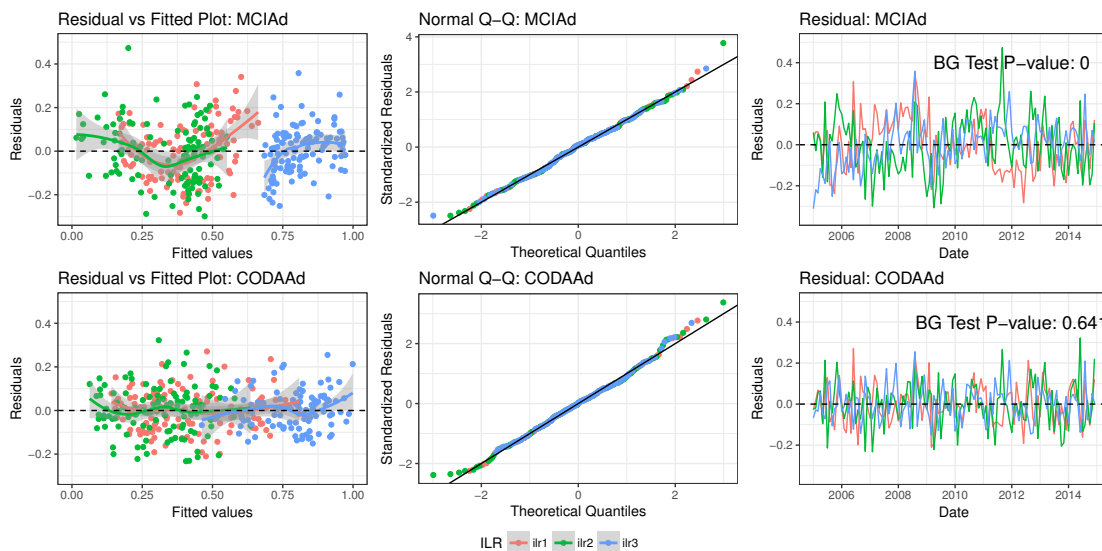 Residual vs Fitted Plot: MCIAd
Normal Q−Q: MCIAd
Residual: MCIAd
Residuals
0.4
0.2
0.0
−0.2
0.00
0.25
0.50
0.75
1.00
Fitted values
Standardized Residuals
4
2
0
−2
−2
0
2
Theoretical Quantiles
Residuals
0.4
0.2
0.0
−0.2
BG Test P−value: 0
2006
2008
2010
2012
2014
Date
Residual vs Fitted Plot: CODAAd
Normal Q−Q: CODAAd
Residual: CODAAd
Residuals
0.4
0.2
0.0
−0.2
0.00
0.25
0.50
0.75
1.00
Fitted values
Standardized Residuals
2
0
−2
−2
0
2
Theoretical Quantiles
Residuals
0.4
0.2
0.0
−0.2
BG Test P−value: 0.641
2006
2008
2010
2012
2014
Date
ILR ilr1 ilr2 ilr3